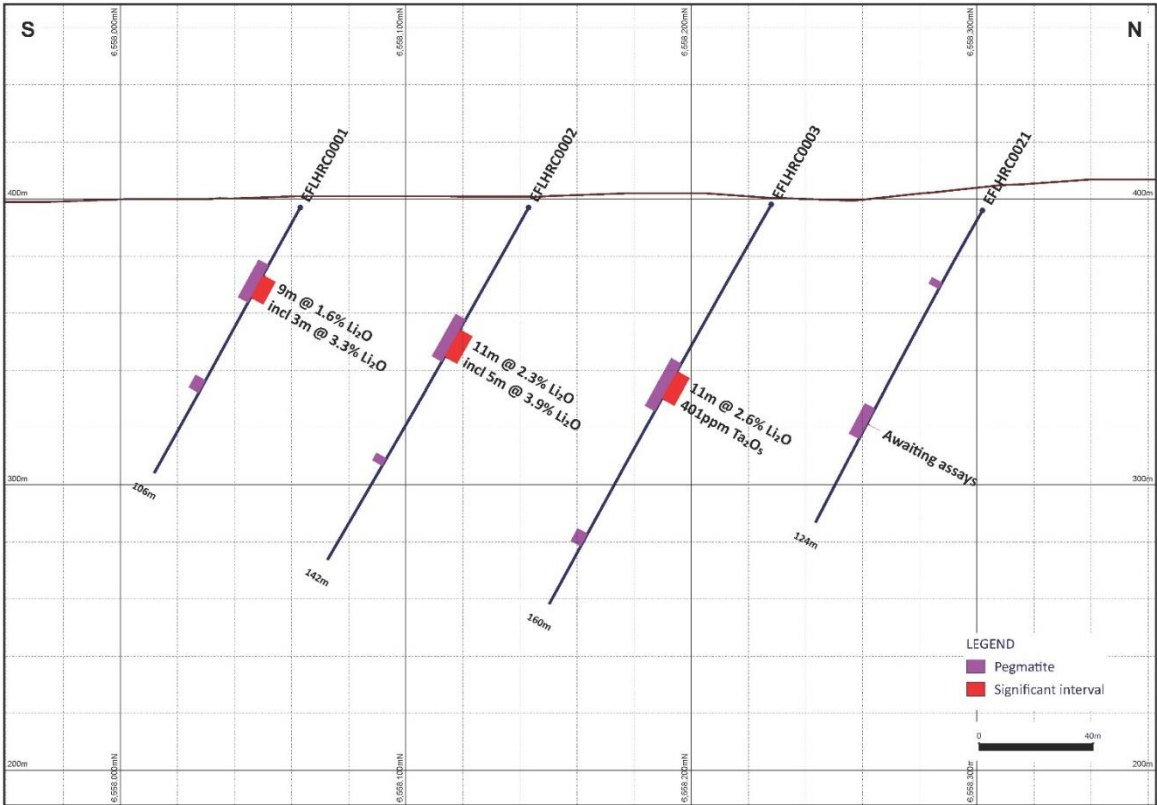 S
N
6,558,000mN
6,558,100mN
6,558,200mN
6,558,300mN
EFLHRC0001
EFLHRC0002
EFLHRC0003
EFLHRC0021
400m
400m
9m @ 1.6% Li₂O
incl 3m @ 3.3% Li₂O
11m @ 2.3% Li₂O
incl 5m @ 3.9% Li₂O
11m @ 2.6% Li₂O
401ppm Ta₂O₅
Awaiting assays
300m
300m
106m
142m
160m
124m
LEGEND
Pegmatite
Significant interval
0 40m
200m
200m
6,558,000mN
6,558,100mN
6,558,200mN
6,558,300m